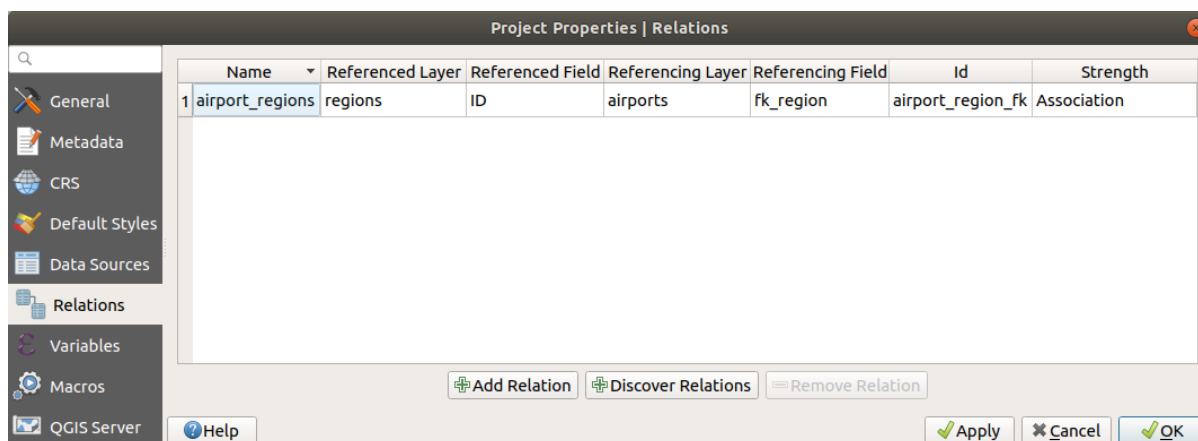 Project Properties | Relations
General
Metadata
CRS
Default Styles
Data Sources
Relations
Variables
Macros
QGIS Server
Name Referenced Layer Referenced Field Referencing Layer Referencing Field Id Strength
1 airport_regions regions ID airports fk_region airport_region_fk Association
Add Relation Discover Relations Remove Relation
Help Apply Cancel OK